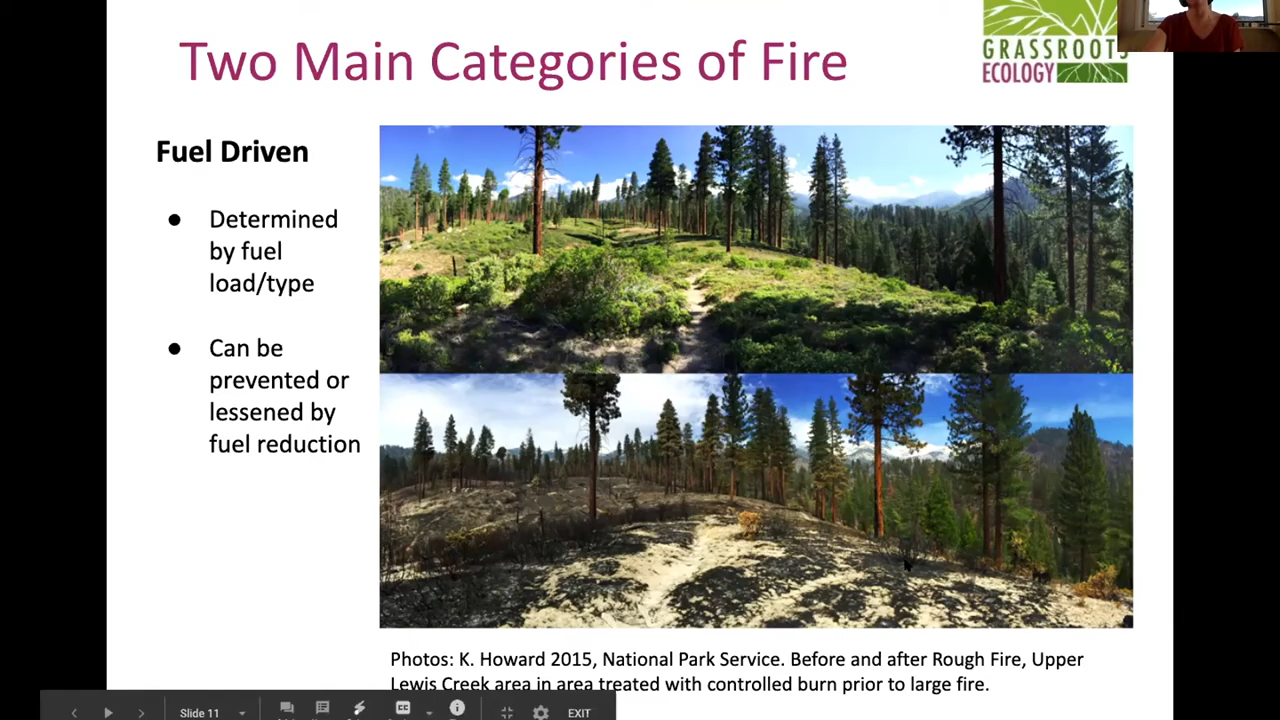 Two Main Categories of Fire
GRASSROOTS
ECOLOGY
Fuel Driven
● Determined
by fuel
load/type
● Can be
prevented or
lessened by
fuel reduction
Photos: K. Howard 2015, National Park Service. Before and after Rough Fire, Upper
Lewis Creek area in area treated with controlled burn prior to large fire.
Slide 11
CC
EXIT